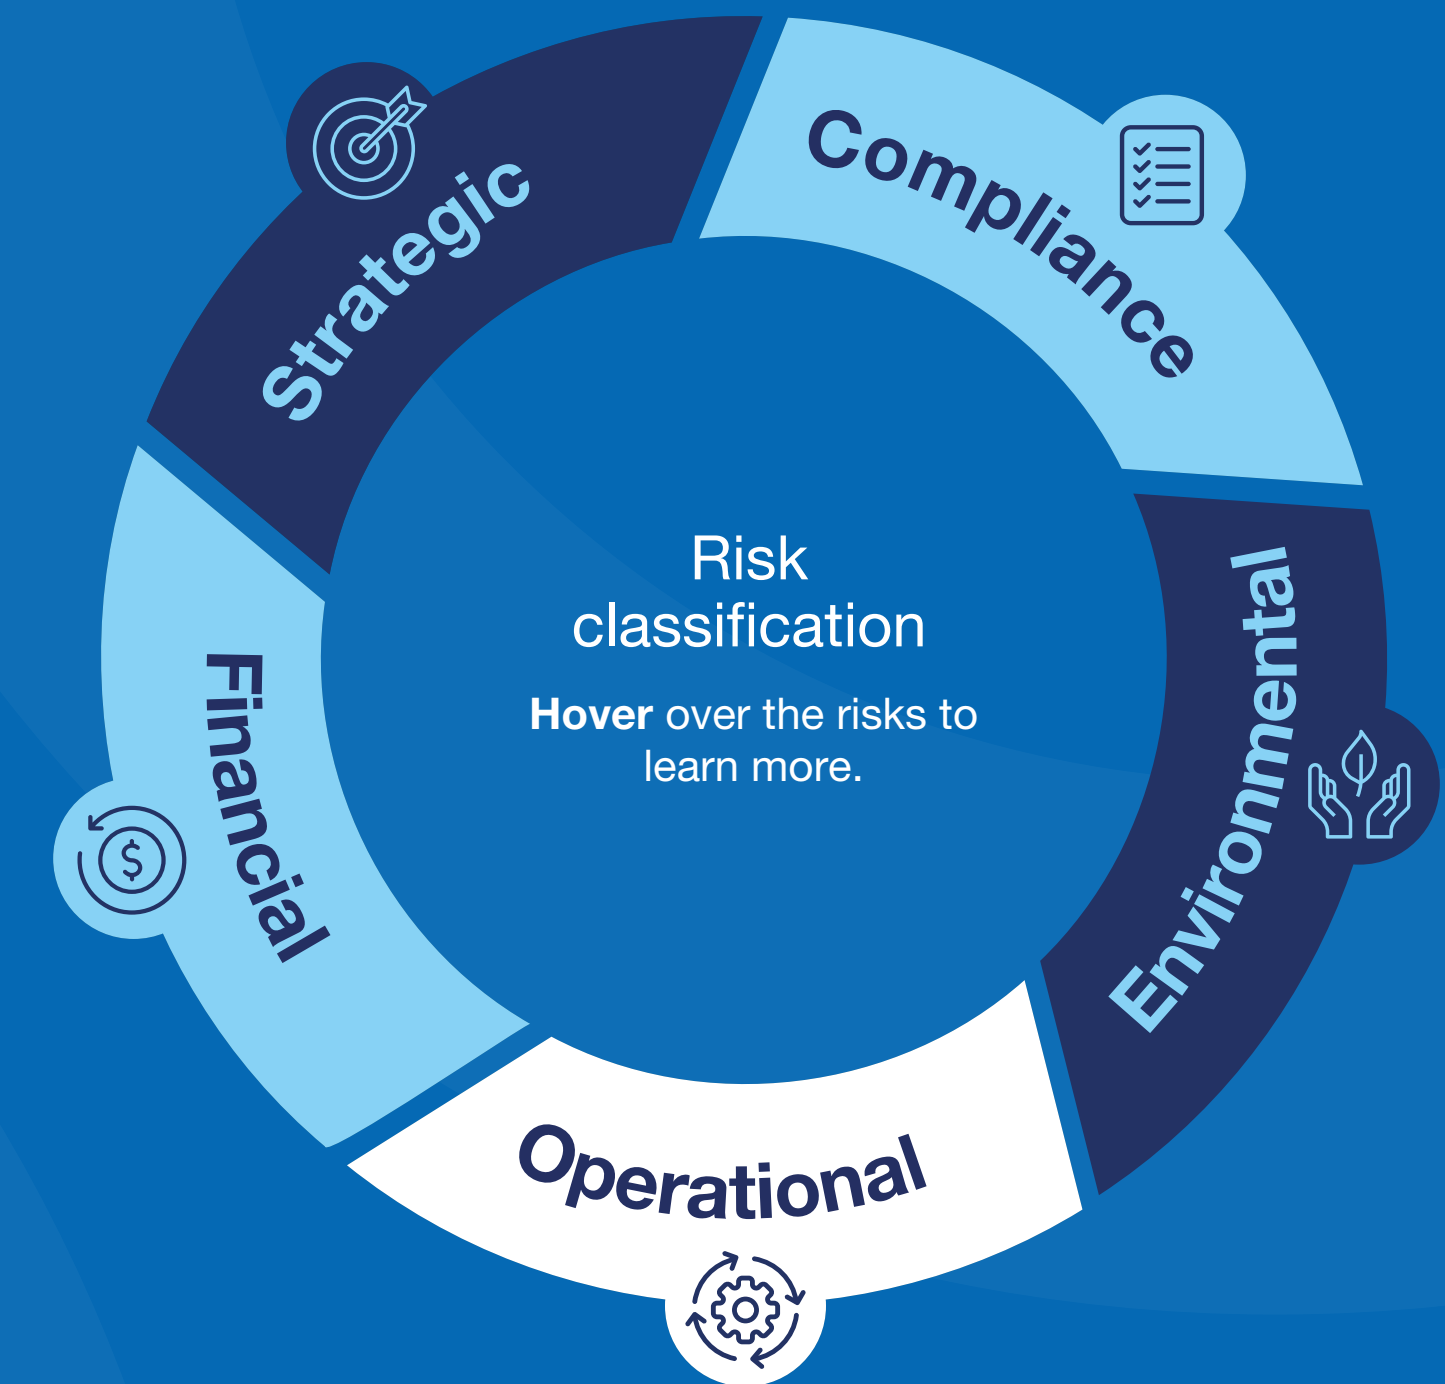 Strategic
Compliance
Risk
classification
Hover over the risks to
learn more.
Environmental
Financial
$
Operational